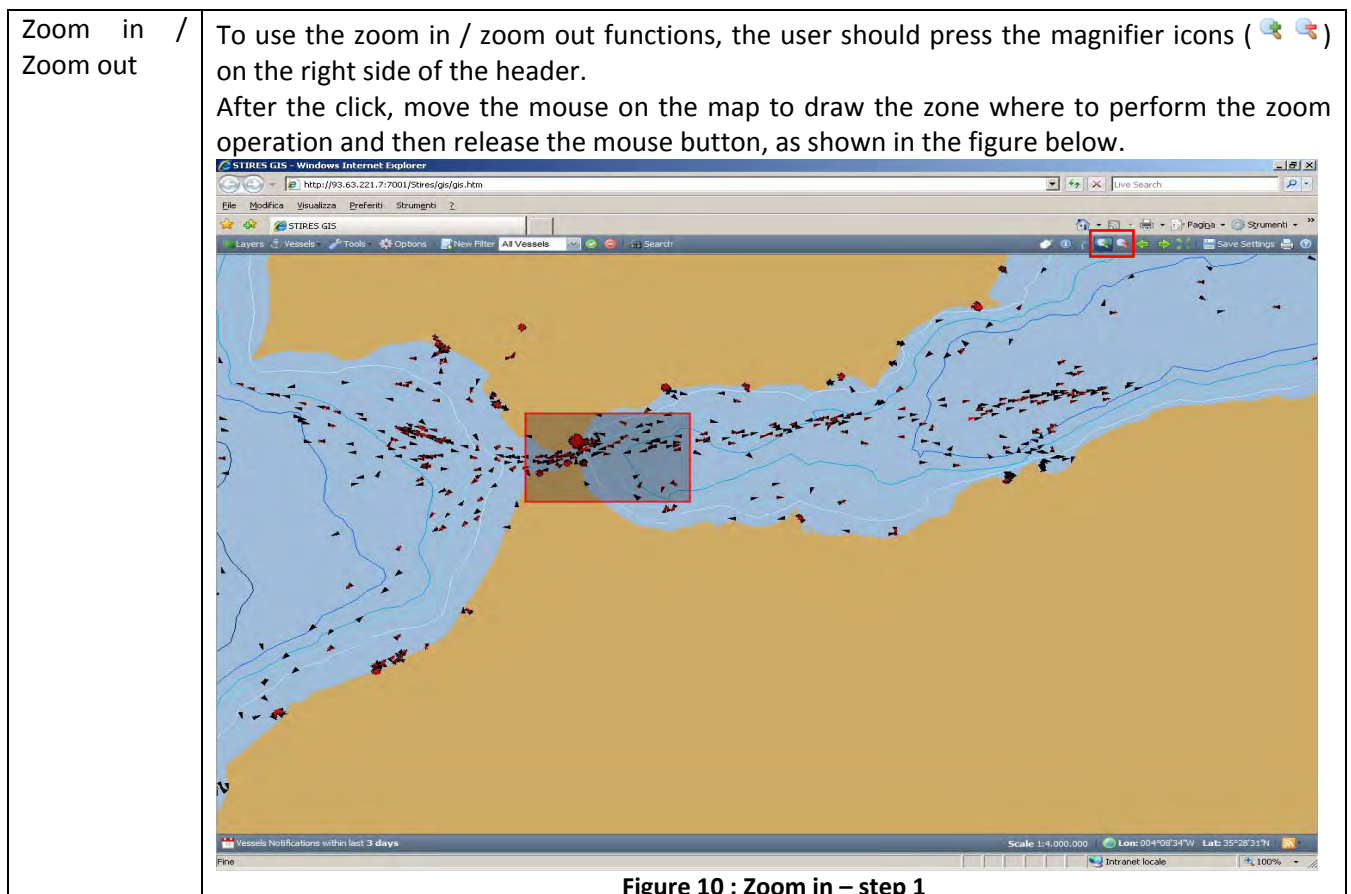 Zoom in /
Zoom out
To use the zoom in / zoom out functions, the user should press the magnifier icons ( )
on the right side of the header.
After the click, move the mouse on the map to draw the zone where to perform the zoom
operation and then release the mouse button, as shown in the figure below.
STIRES GIS - Windows Internet Explorer
http://93.63.221.7:7001/Stires/gis/gis.htm
Live Search
File Modifica Visualizza Preferiti Strumenti ?
STIRES GIS
Pagina Strumenti
Layers Vessels Tools Options New Filter All Vessels Search
Save Settings
Vessels Notifications within last 3 days
Scale 1:4.000.000 Lon: 004°08'34"W Lat: 35°28'31"N
Fine
Intranet locale
100%
Figure 10 : Zoom in – step 1